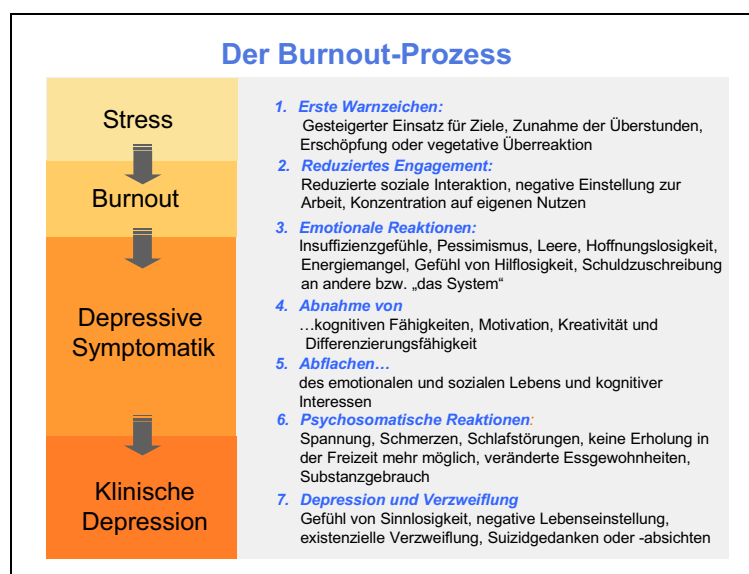 Der Burnout-Prozess
Stress
Burnout
Depressive
Symptomatik
Klinische
Depression
1. Erste Warnzeichen:
Gesteigerter Einsatz für Ziele, Zunahme der Überstunden,
Erschöpfung oder vegetative Überreaktion
2. Reduziertes Engagement:
Reduzierte soziale Interaktion, negative Einstellung zur
Arbeit, Konzentration auf eigenen Nutzen
3. Emotionale Reaktionen:
Insuffizienzgefühle, Pessimismus, Leere, Hoffnungslosigkeit,
Energiemangel, Gefühl von Hilflosigkeit, Schuldzuschreibung
an andere bzw. „das System“
4. Abnahme von
…kognitiven Fähigkeiten, Motivation, Kreativität und
Differenzierungsfähigkeit
5. Abflachen…
des emotionalen und sozialen Lebens und kognitiver
Interessen
6. Psychosomatische Reaktionen:
Spannung, Schmerzen, Schlafstörungen, keine Erholung in
der Freizeit mehr möglich, veränderte Essgewohnheiten,
Substanzgebrauch
7. Depression und Verzweiflung
Gefühl von Sinnlosigkeit, negative Lebenseinstellung,
existenzielle Verzweiflung, Suizidgedanken oder -absichten